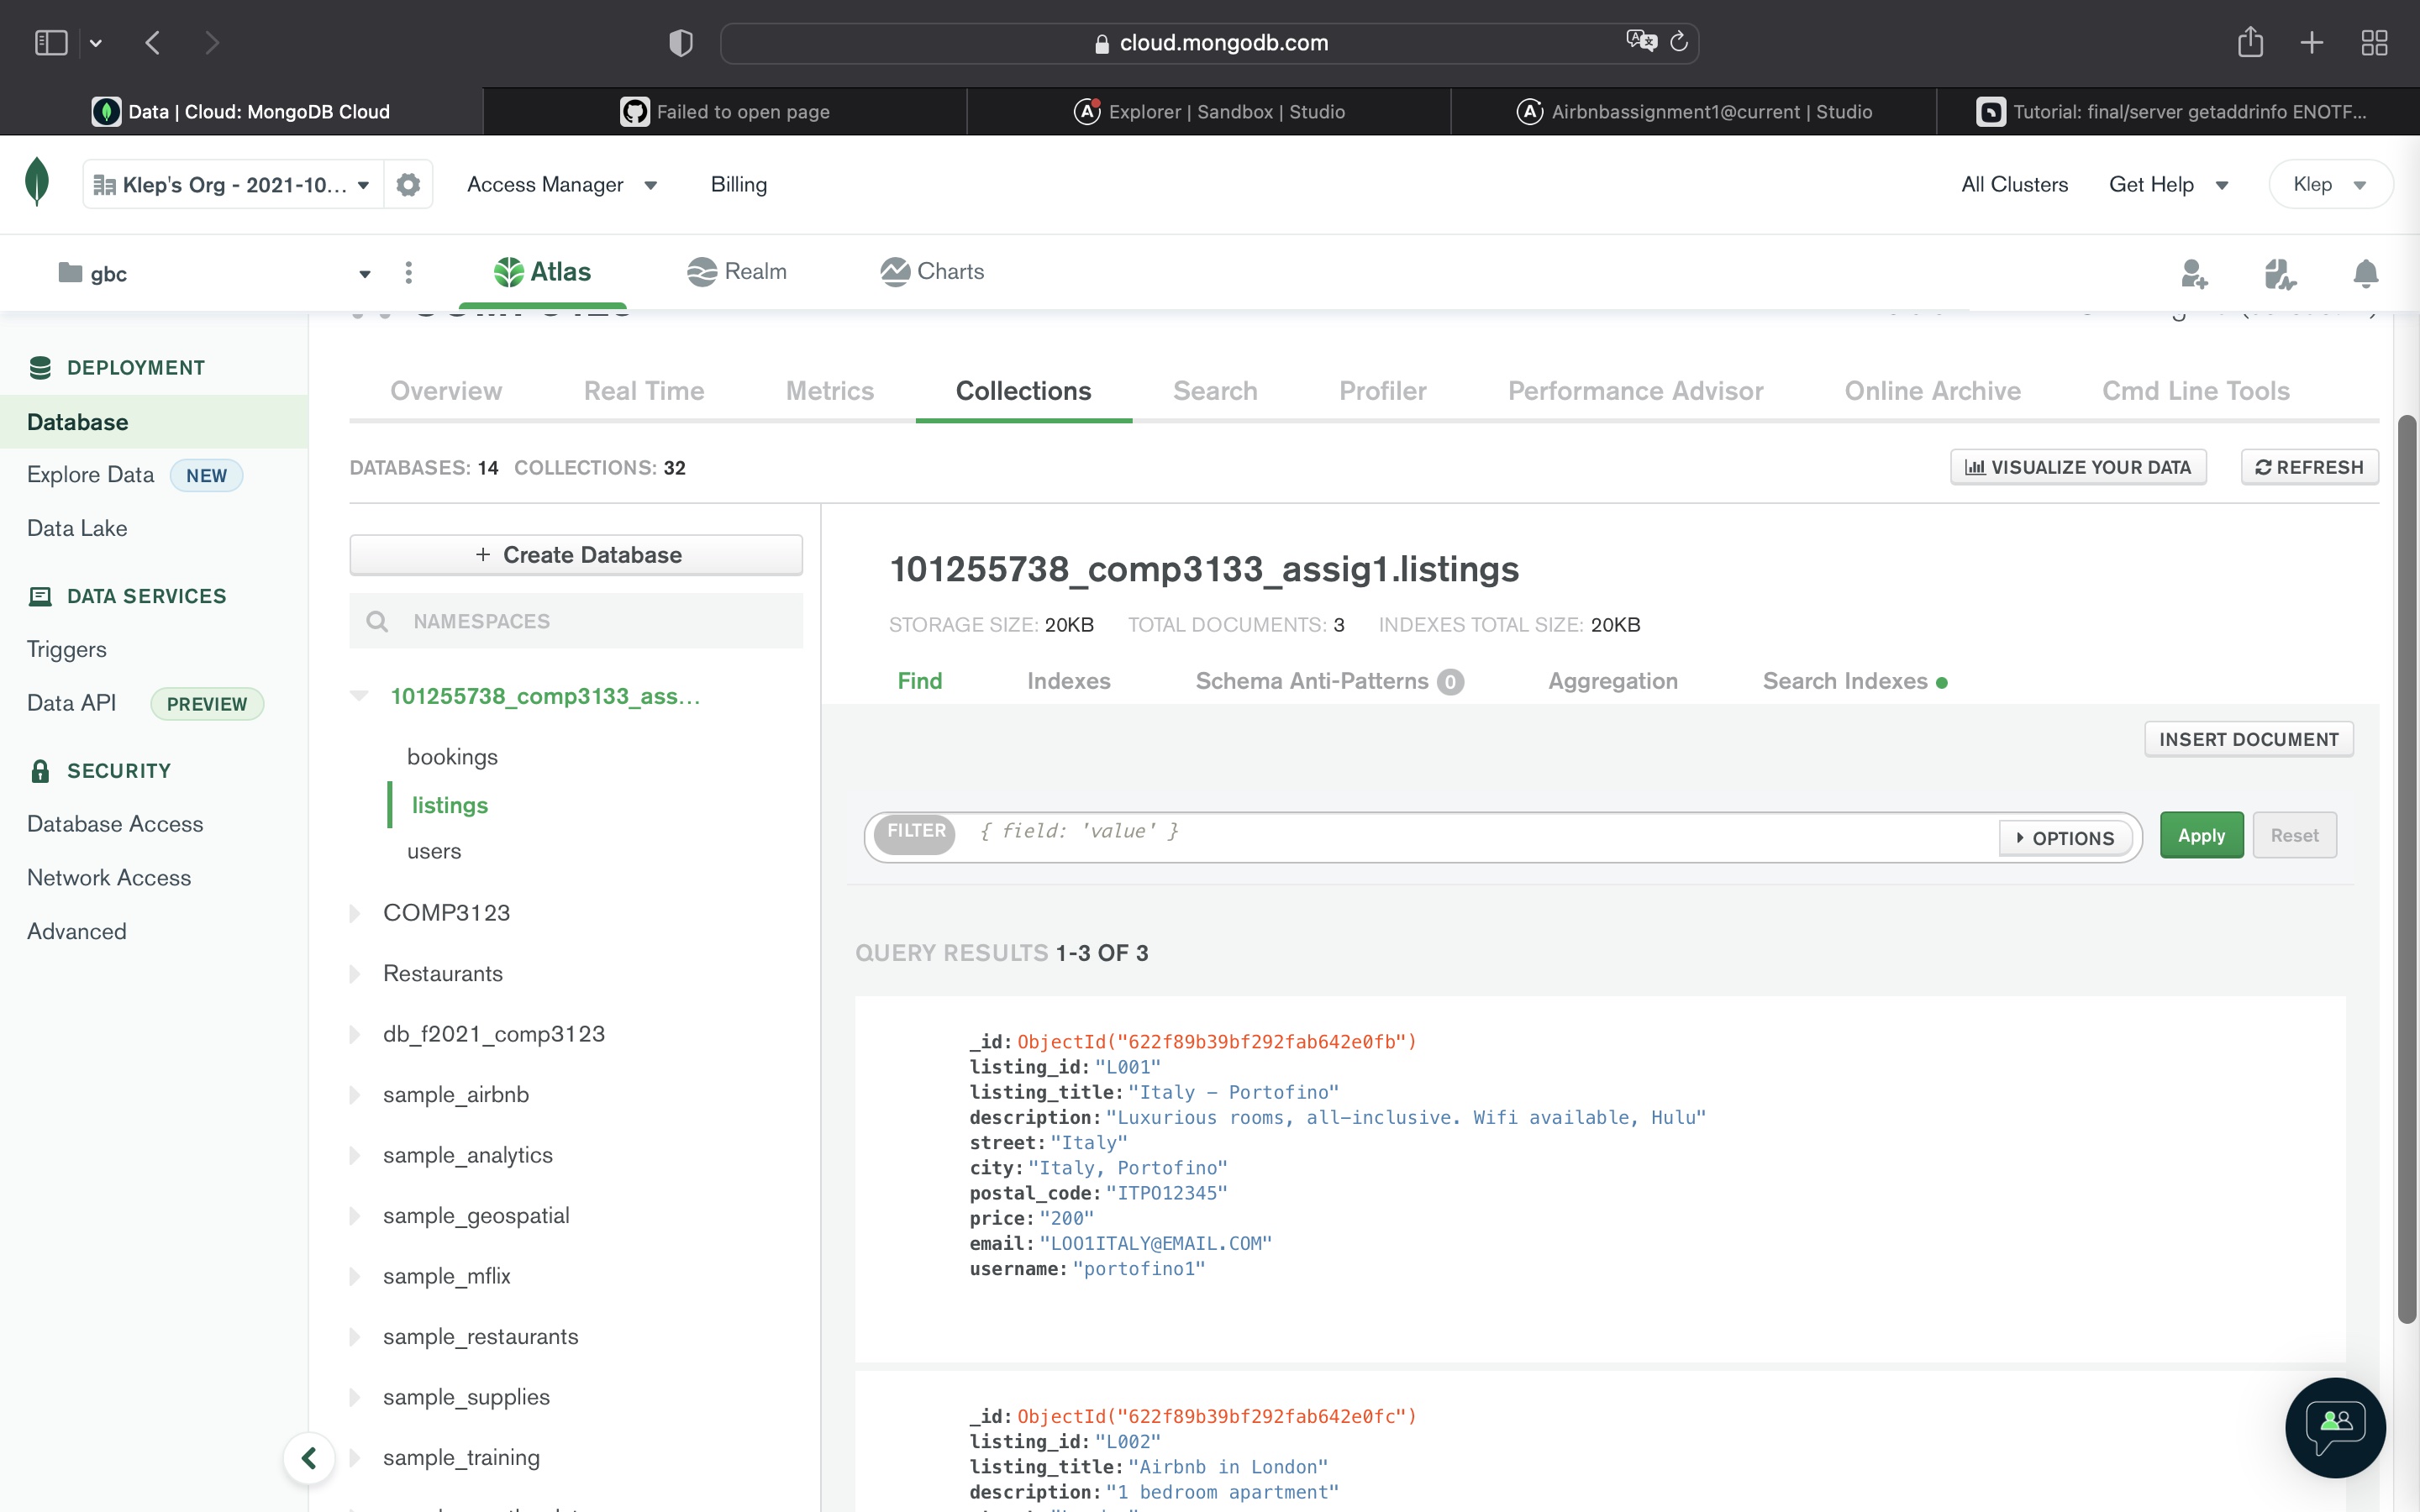 cloud.mongodb.com
Data | Cloud: MongoDB Cloud
Failed to open page
Explorer | Sandbox | Studio
Airbnbassignment1@current | Studio
Tutorial: final/server getaddrinfo ENOTF...
Klep's Org - 2021-10...
Access Manager
Billing
All Clusters
Get Help
Klep
gbc
Atlas
Realm
Charts
DEPLOYMENT
Database
Explore Data NEW
Data Lake
DATA SERVICES
Triggers
Data API PREVIEW
SECURITY
Database Access
Network Access
Advanced
Overview
Real Time
Metrics
Collections
Search
Profiler
Performance Advisor
Online Archive
Cmd Line Tools
DATABASES: 14 COLLECTIONS: 32
VISUALIZE YOUR DATA
REFRESH
+ Create Database
NAMESPACES
101255738_comp3133_ass...
bookings
listings
users
COMP3123
Restaurants
db_f2021_comp3123
sample_airbnb
sample_analytics
sample_geospatial
sample_mflix
sample_restaurants
sample_supplies
sample_training
101255738_comp3133_assig1.listings
STORAGE SIZE: 20KB TOTAL DOCUMENTS: 3 INDEXES TOTAL SIZE: 20KB
Find
Indexes
Schema Anti-Patterns 0
Aggregation
Search Indexes
INSERT DOCUMENT
FILTER { field: 'value' }
OPTIONS
Apply
Reset
QUERY RESULTS 1-3 OF 3
_id: ObjectId("622f89b39bf292fab642e0fb")
listing_id: "L001"
listing_title: "Italy – Portofino"
description: "Luxurious rooms, all-inclusive. Wifi available, Hulu"
street: "Italy"
city: "Italy, Portofino"
postal_code: "ITPO12345"
price: "200"
email: "LOO1ITALY@EMAIL.COM"
username: "portofino1"
_id: ObjectId("622f89b39bf292fab642e0fc")
listing_id: "L002"
listing_title: "Airbnb in London"
description: "1 bedroom apartment"